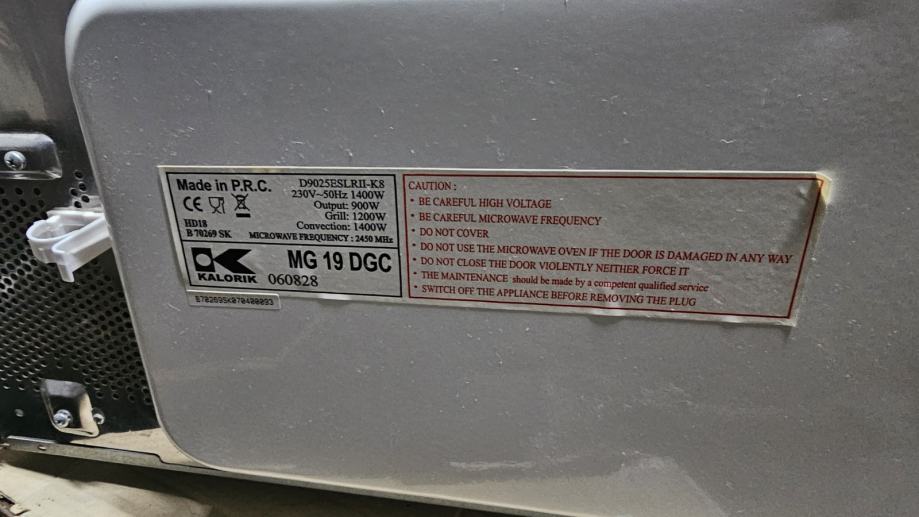 Made in P.R.C.
D9025ESLRII-K8
230V~50Hz 1400W
CE
Output: 900W
Grill: 1200W
HD18
Convection: 1400W
B 70269 SK
MICROWAVE FREQUENCY : 2450 MHz
KALORIK
MG 19 DGC
060828
B70269SK070400093
CAUTION :
• BE CAREFUL HIGH VOLTAGE
• BE CAREFUL MICROWAVE FREQUENCY
• DO NOT COVER
• DO NOT USE THE MICROWAVE OVEN IF THE DOOR IS DAMAGED IN ANY WAY
• DO NOT CLOSE THE DOOR VIOLENTLY NEITHER FORCE IT
• THE MAINTENANCE should be made by a competent qualified service
• SWITCH OFF THE APPLIANCE BEFORE REMOVING THE PLUG